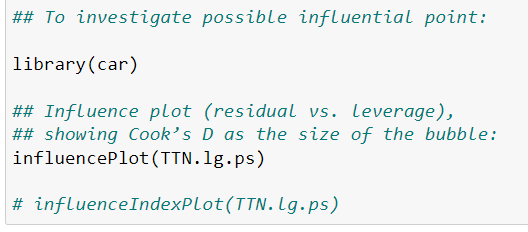 ## To investigate possible influential point:
library(car)
## Influence plot (residual vs. leverage),
## showing Cook’s D as the size of the bubble:
influencePlot(TTN.lg.ps)
# influenceIndexPlot(TTN.lg.ps)